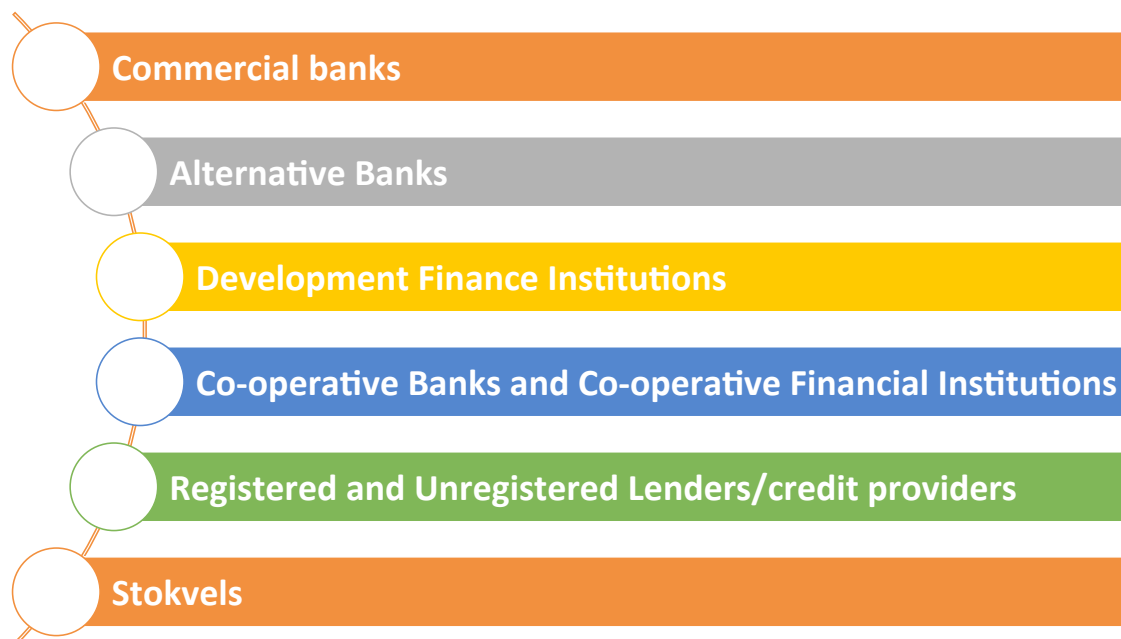 Commercial banks
Alternative Banks
Development Finance Institutions
Co-operative Banks and Co-operative Financial Institutions
Registered and Unregistered Lenders/credit providers
Stokvels